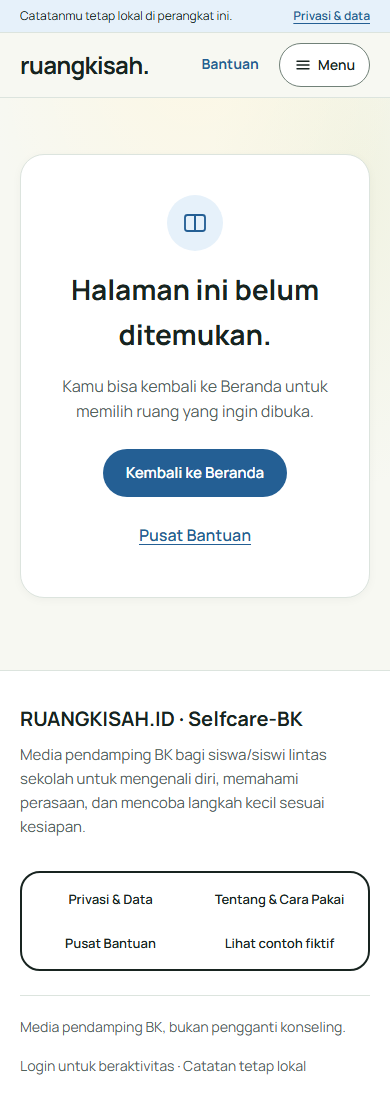 Catatanmu tetap lokal di perangkat ini. Privasi & data
ruangkisah. Bantuan Menu
Halaman ini belum
ditemukan.
Kamu bisa kembali ke Beranda untuk
memilih ruang yang ingin dibuka.
Kembali ke Beranda
Pusat Bantuan
RUANGKISAH.ID · Selfcare-BK
Media pendamping BK bagi siswa/siswi lintas
sekolah untuk mengenali diri, memahami
perasaan, dan mencoba langkah kecil sesuai
kesiapan.
Privasi & Data Tentang & Cara Pakai
Pusat Bantuan Lihat contoh fiktif
Media pendamping BK, bukan pengganti konseling.
Login untuk beraktivitas · Catatan tetap lokal